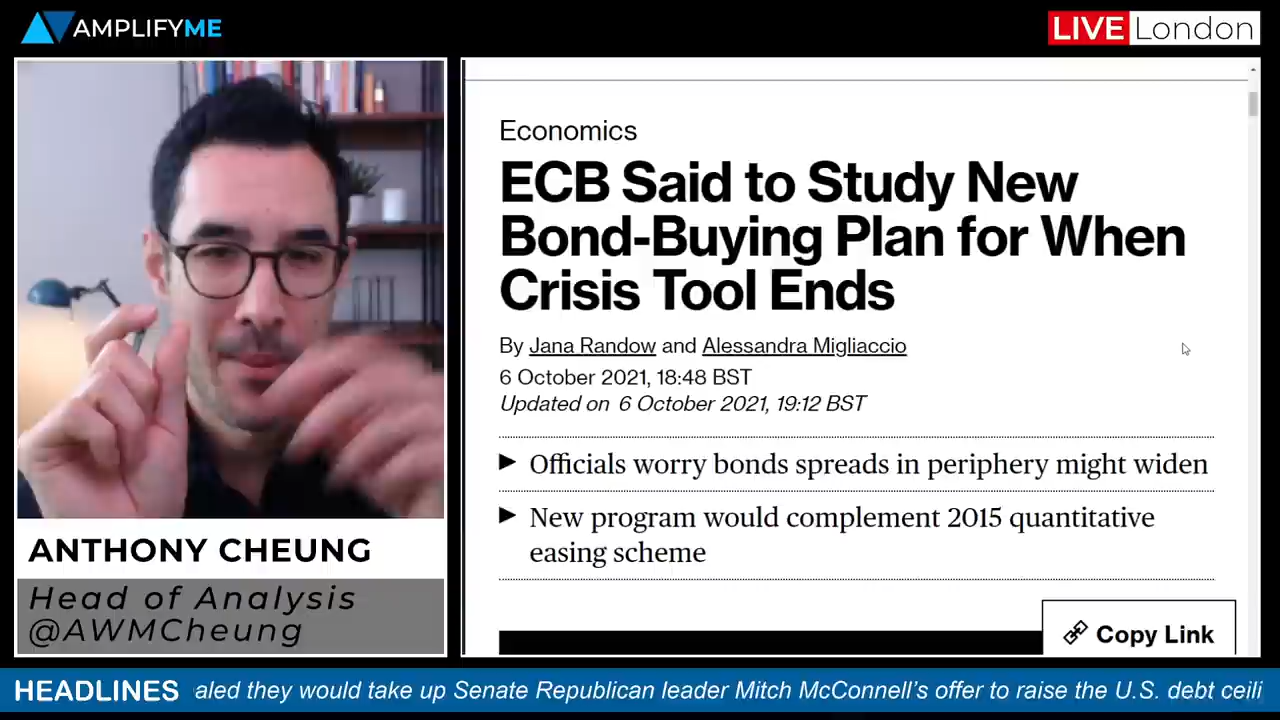 AMPLIFYME
LIVE London
Economics
ECB Said to Study New
Bond-Buying Plan for When
Crisis Tool Ends
By Jana Randow and Alessandra Migliaccio
6 October 2021, 18:48 BST
Updated on 6 October 2021, 19:12 BST
Officials worry bonds spreads in periphery might widen
New program would complement 2015 quantitative
easing scheme
Copy Link
ANTHONY CHEUNG
Head of Analysis
@AWMCheung
HEADLINES aled they would take up Senate Republican leader Mitch McConnell's offer to raise the U.S. debt ceili